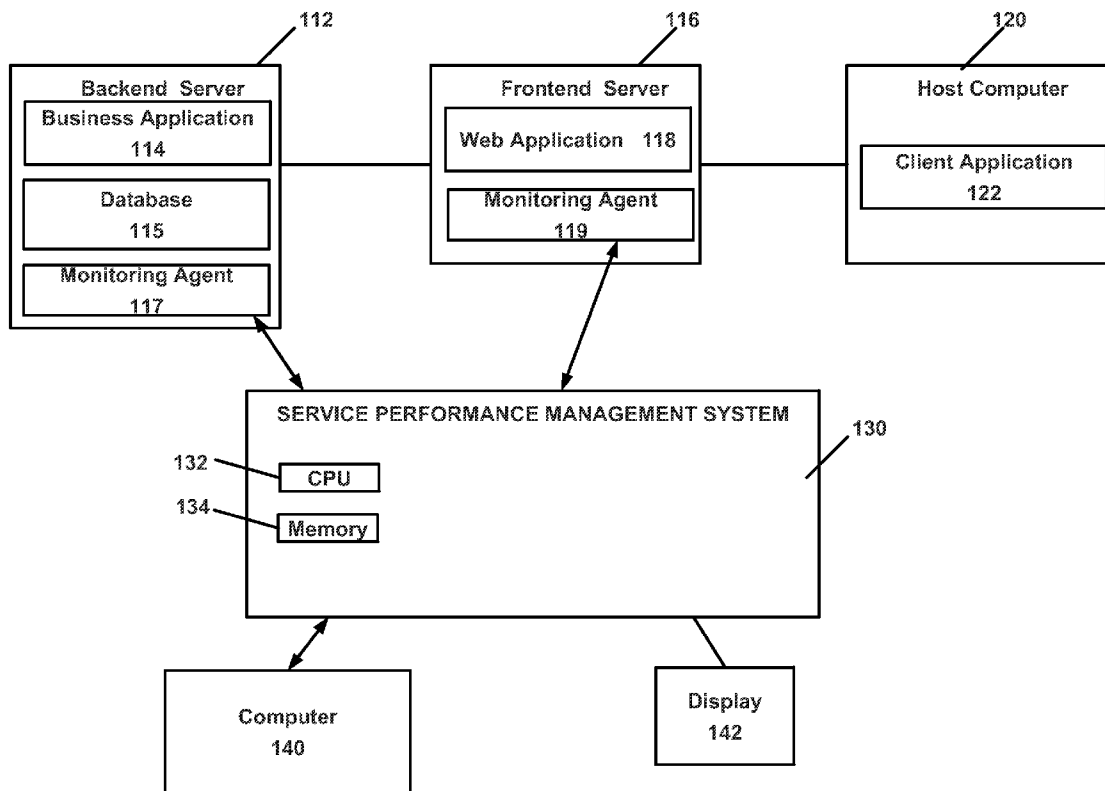 112
116
120
Backend Server
Business Application
114
Database
115
Monitoring Agent
117
Frontend Server
Web Application 118
Monitoring Agent
119
Host Computer
Client Application
122
SERVICE PERFORMANCE MANAGEMENT SYSTEM
130
132
CPU
134
Memory
Computer
140
Display
142